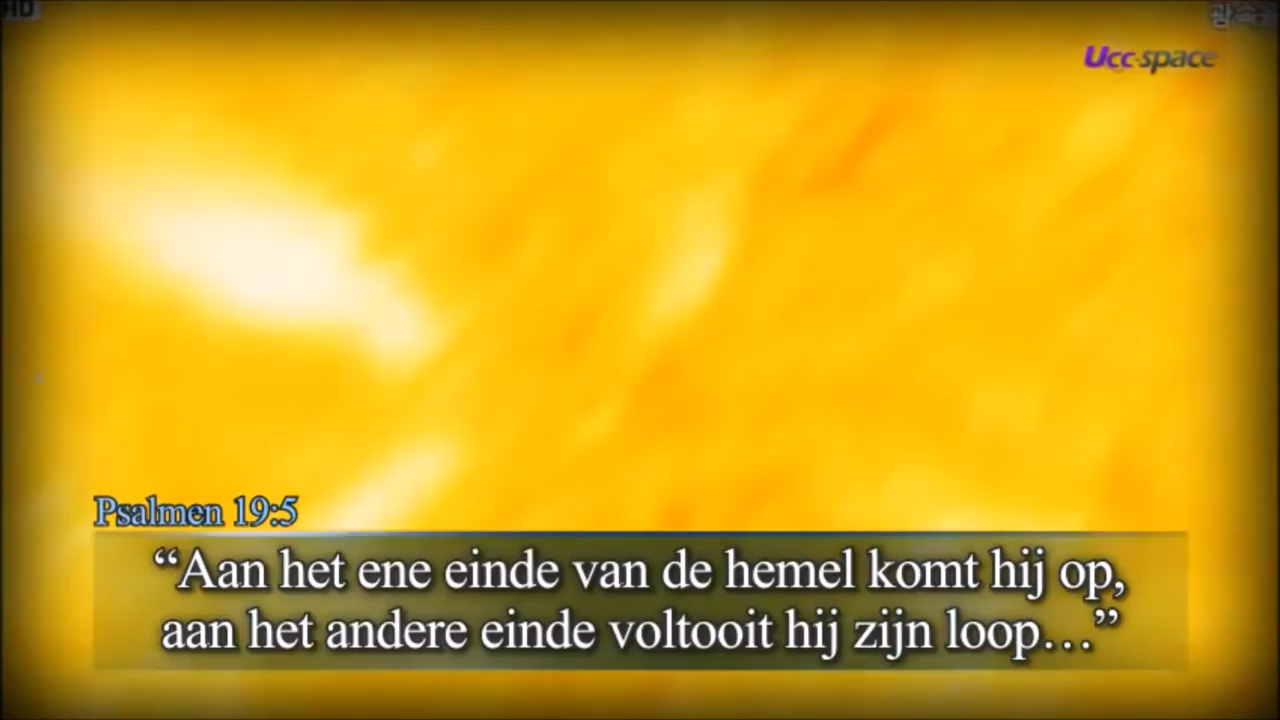 HD
Ucc-space
Psalmen 19:5
“Aan het ene einde van de hemel komt hij op,
aan het andere einde voltooit hij zijn loop…”